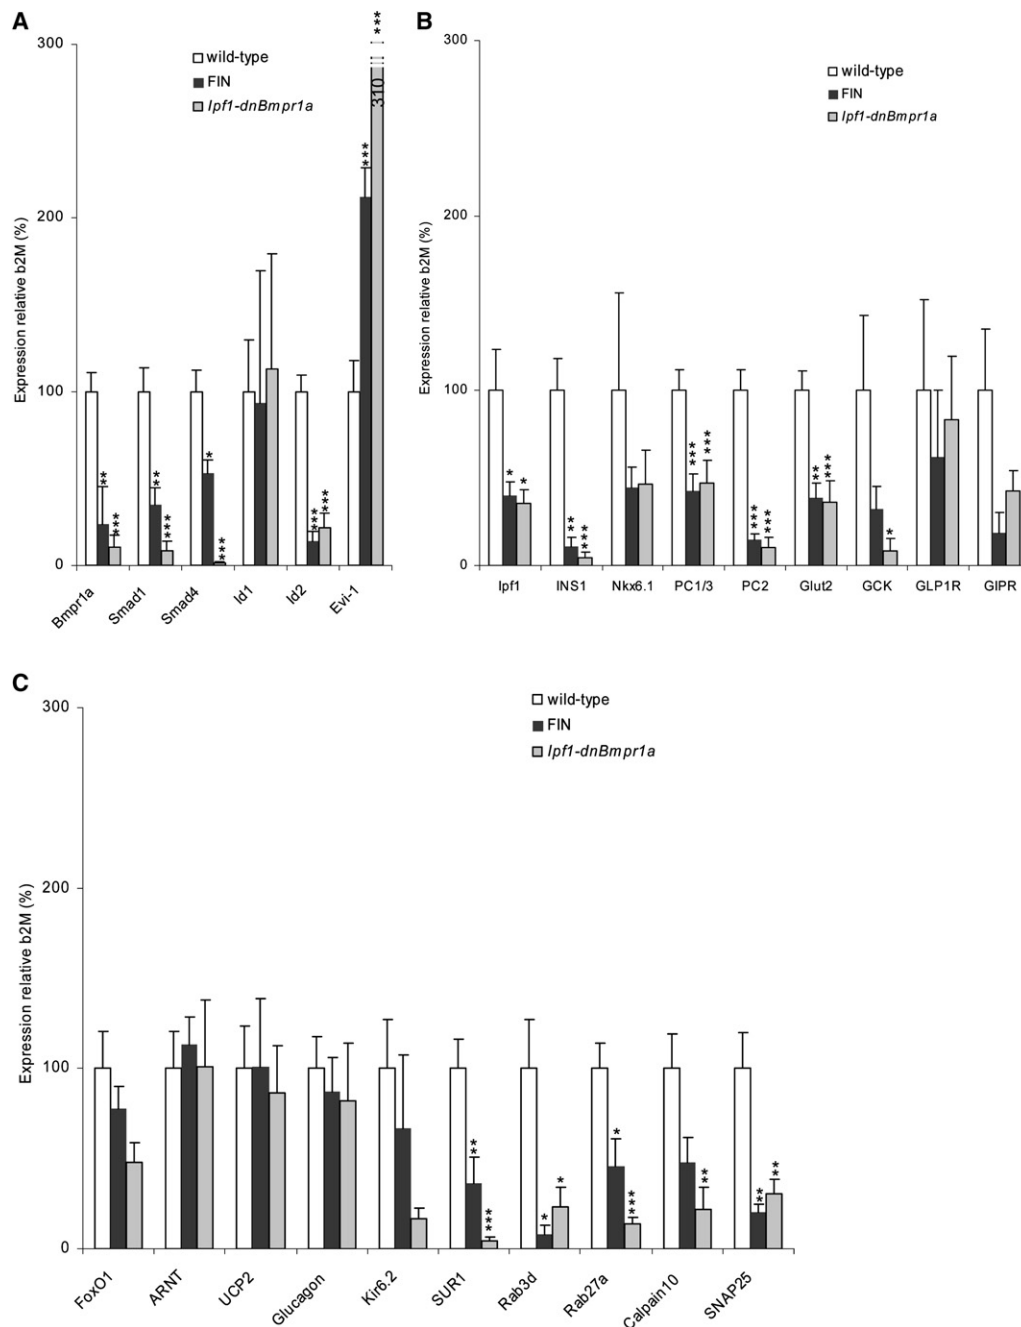 A
wild-type
FIN
Ipf1-dnBmpr1a
Expression relative b2M (%)
300
200
100
0
**
***
**
***
*
***
***
***
***
***
310
Bmpr1a
Smad1
Smad4
Id1
Id2
Evi-1
B
wild-type
FIN
Ipf1-dnBmpr1a
Expression relative b2M (%)
300
200
100
0
*
*
**
***
***
***
***
***
**
***
*
Ipf1
INS1
Nkx6.1
PC1/3
PC2
Glut2
GCK
GLP1R
GIPR
C
wild-type
FIN
Ipf1-dnBmpr1a
Expression relative b2M (%)
300
200
100
0
**
***
*
*
*
***
**
**
**
FoxO1
ARNT
UCP2
Glucagon
Kir6.2
SUR1
Rab3d
Rab27a
Calpain10
SNAP25